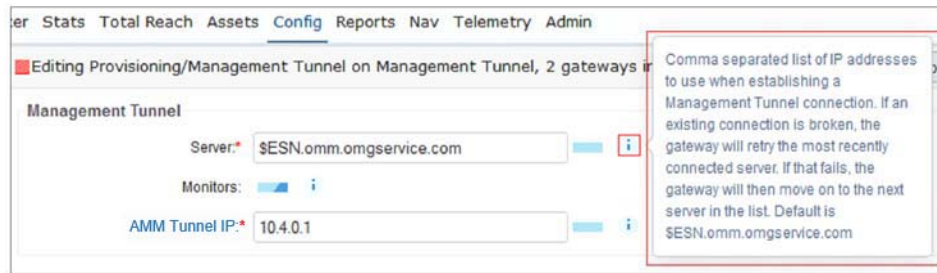 er Stats Total Reach Assets Config Reports Nav Telemetry Admin
Editing Provisioning/Management Tunnel on Management Tunnel, 2 gateways in
Management Tunnel
Server:* $ESN.omm.omgservice.com i
Monitors: i
AMM Tunnel IP:* 10.4.0.1 i
Comma separated list of IP addresses
to use when establishing a
Management Tunnel connection. If an
existing connection is broken, the
gateway will retry the most recently
connected server. If that fails, the
gateway will then move on to the next
server in the list. Default is
$ESN.omm.omgservice.com